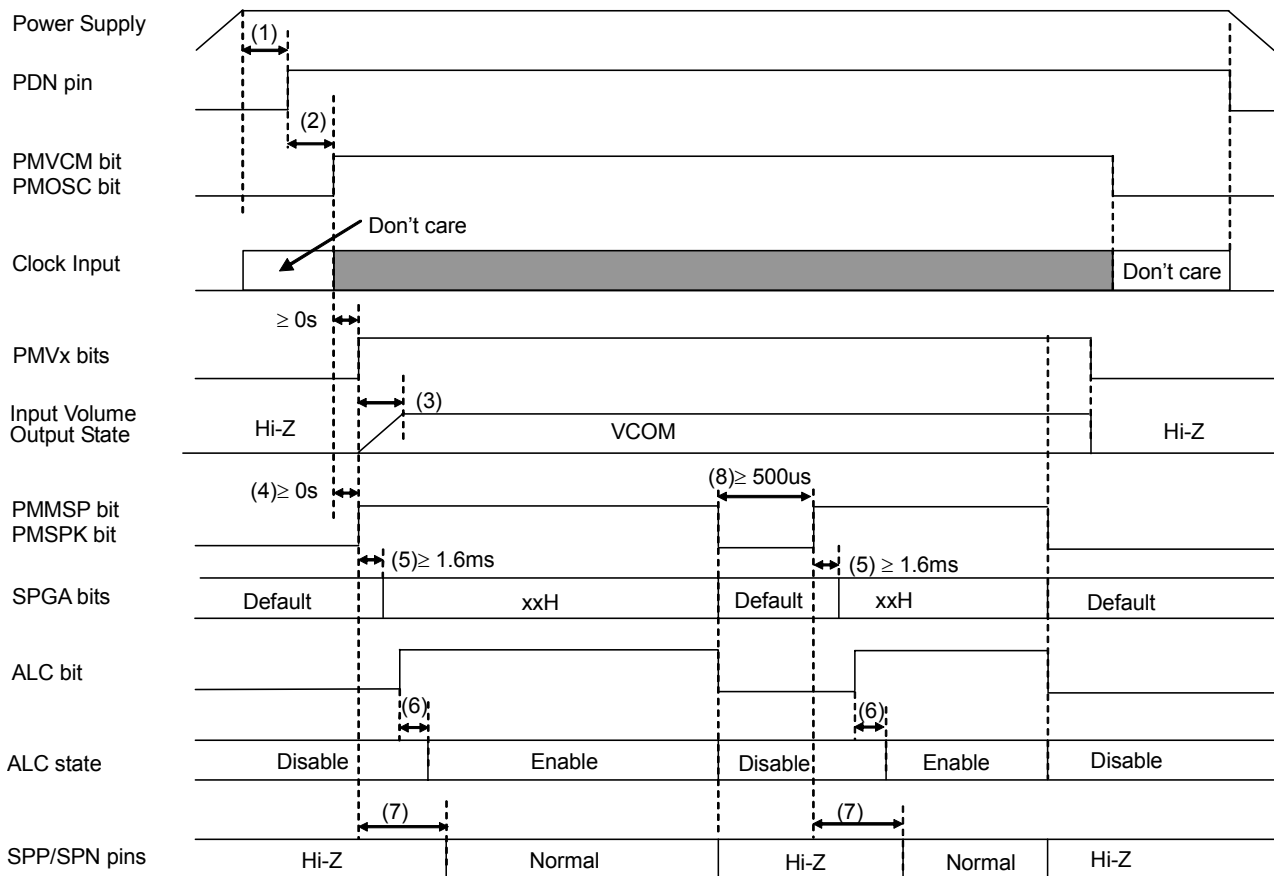 Power Supply
(1)
PDN pin
(2)
PMVCM bit
PMOSC bit
Don't care
Clock Input
Don't care
≥ 0s
PMVx bits
(3)
Input Volume
Output State
Hi-Z
VCOM
Hi-Z
(4)≥ 0s
(8)≥ 500us
PMMSP bit
PMSPK bit
(5)≥ 1.6ms
(5)≥ 1.6ms
SPGA bits
Default
xxH
Default
xxH
Default
ALC bit
(6)
(6)
ALC state
Disable
Enable
Disable
Enable
Disable
(7)
(7)
SPP/SPN pins
Hi-Z
Normal
Hi-Z
Normal
Hi-Z